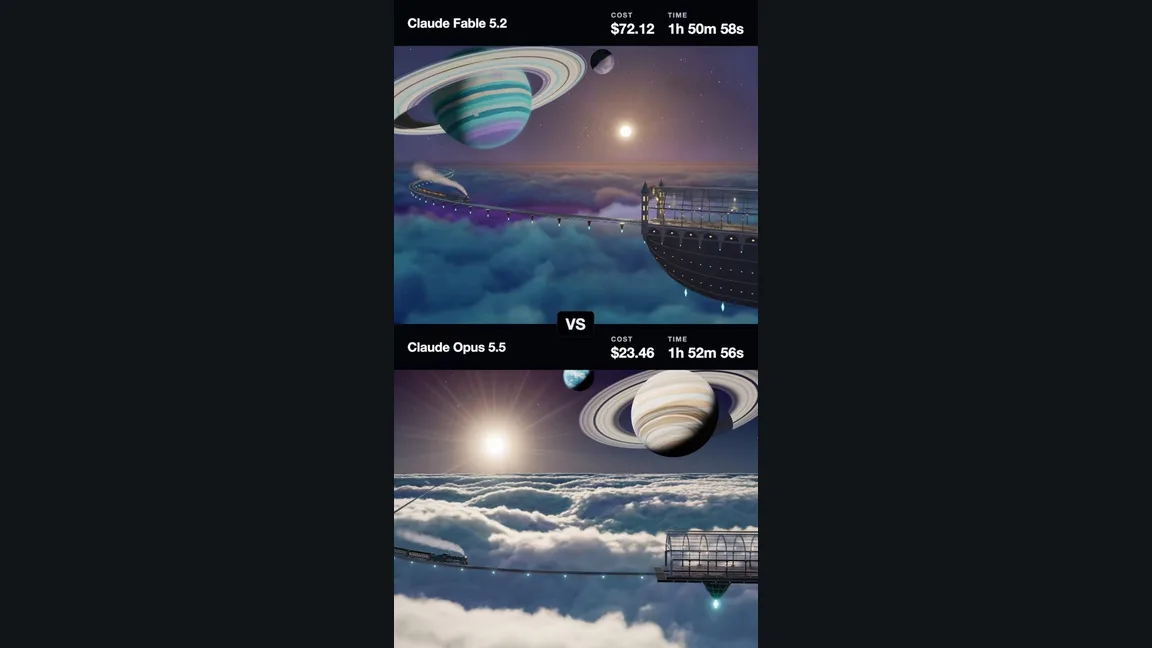 Claude Fable 5.2
COST
$72.12
TIME
1h 50m 58s
VS
Claude Opus 5.5
COST
$23.46
TIME
1h 52m 56s